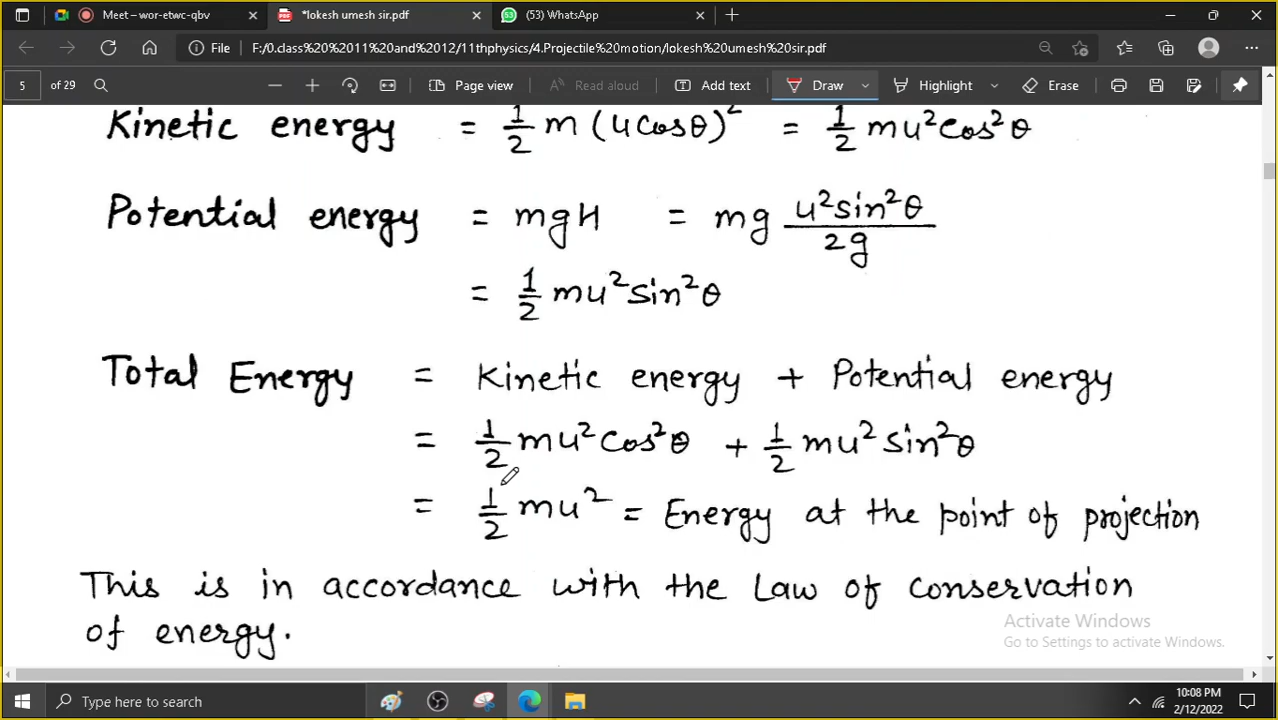 Meet – wor-etwc-qbv
*lokesh umesh sir.pdf
(53) WhatsApp
File F:/0.class%20%2011%20and%2012/11thphysics/4.Projectile%20motion/lokesh%20umesh%20sir.pdf
5 of 29 Page view Read aloud Add text Draw Highlight Erase
Kinetic energy = 1/2 m (u cosθ)² = 1/2 mu² cos²θ
Potential energy = mgH = mg u² sin²θ / 2g
= 1/2 mu² sin²θ
Total Energy = Kinetic energy + Potential energy
= 1/2 mu² cos²θ + 1/2 mu² sin²θ
= 1/2 mu² = Energy at the point of projection
This is in accordance with the Law of conservation
of energy.
Activate Windows
Go to Settings to activate Windows.
Type here to search
10:08 PM
2/12/2022